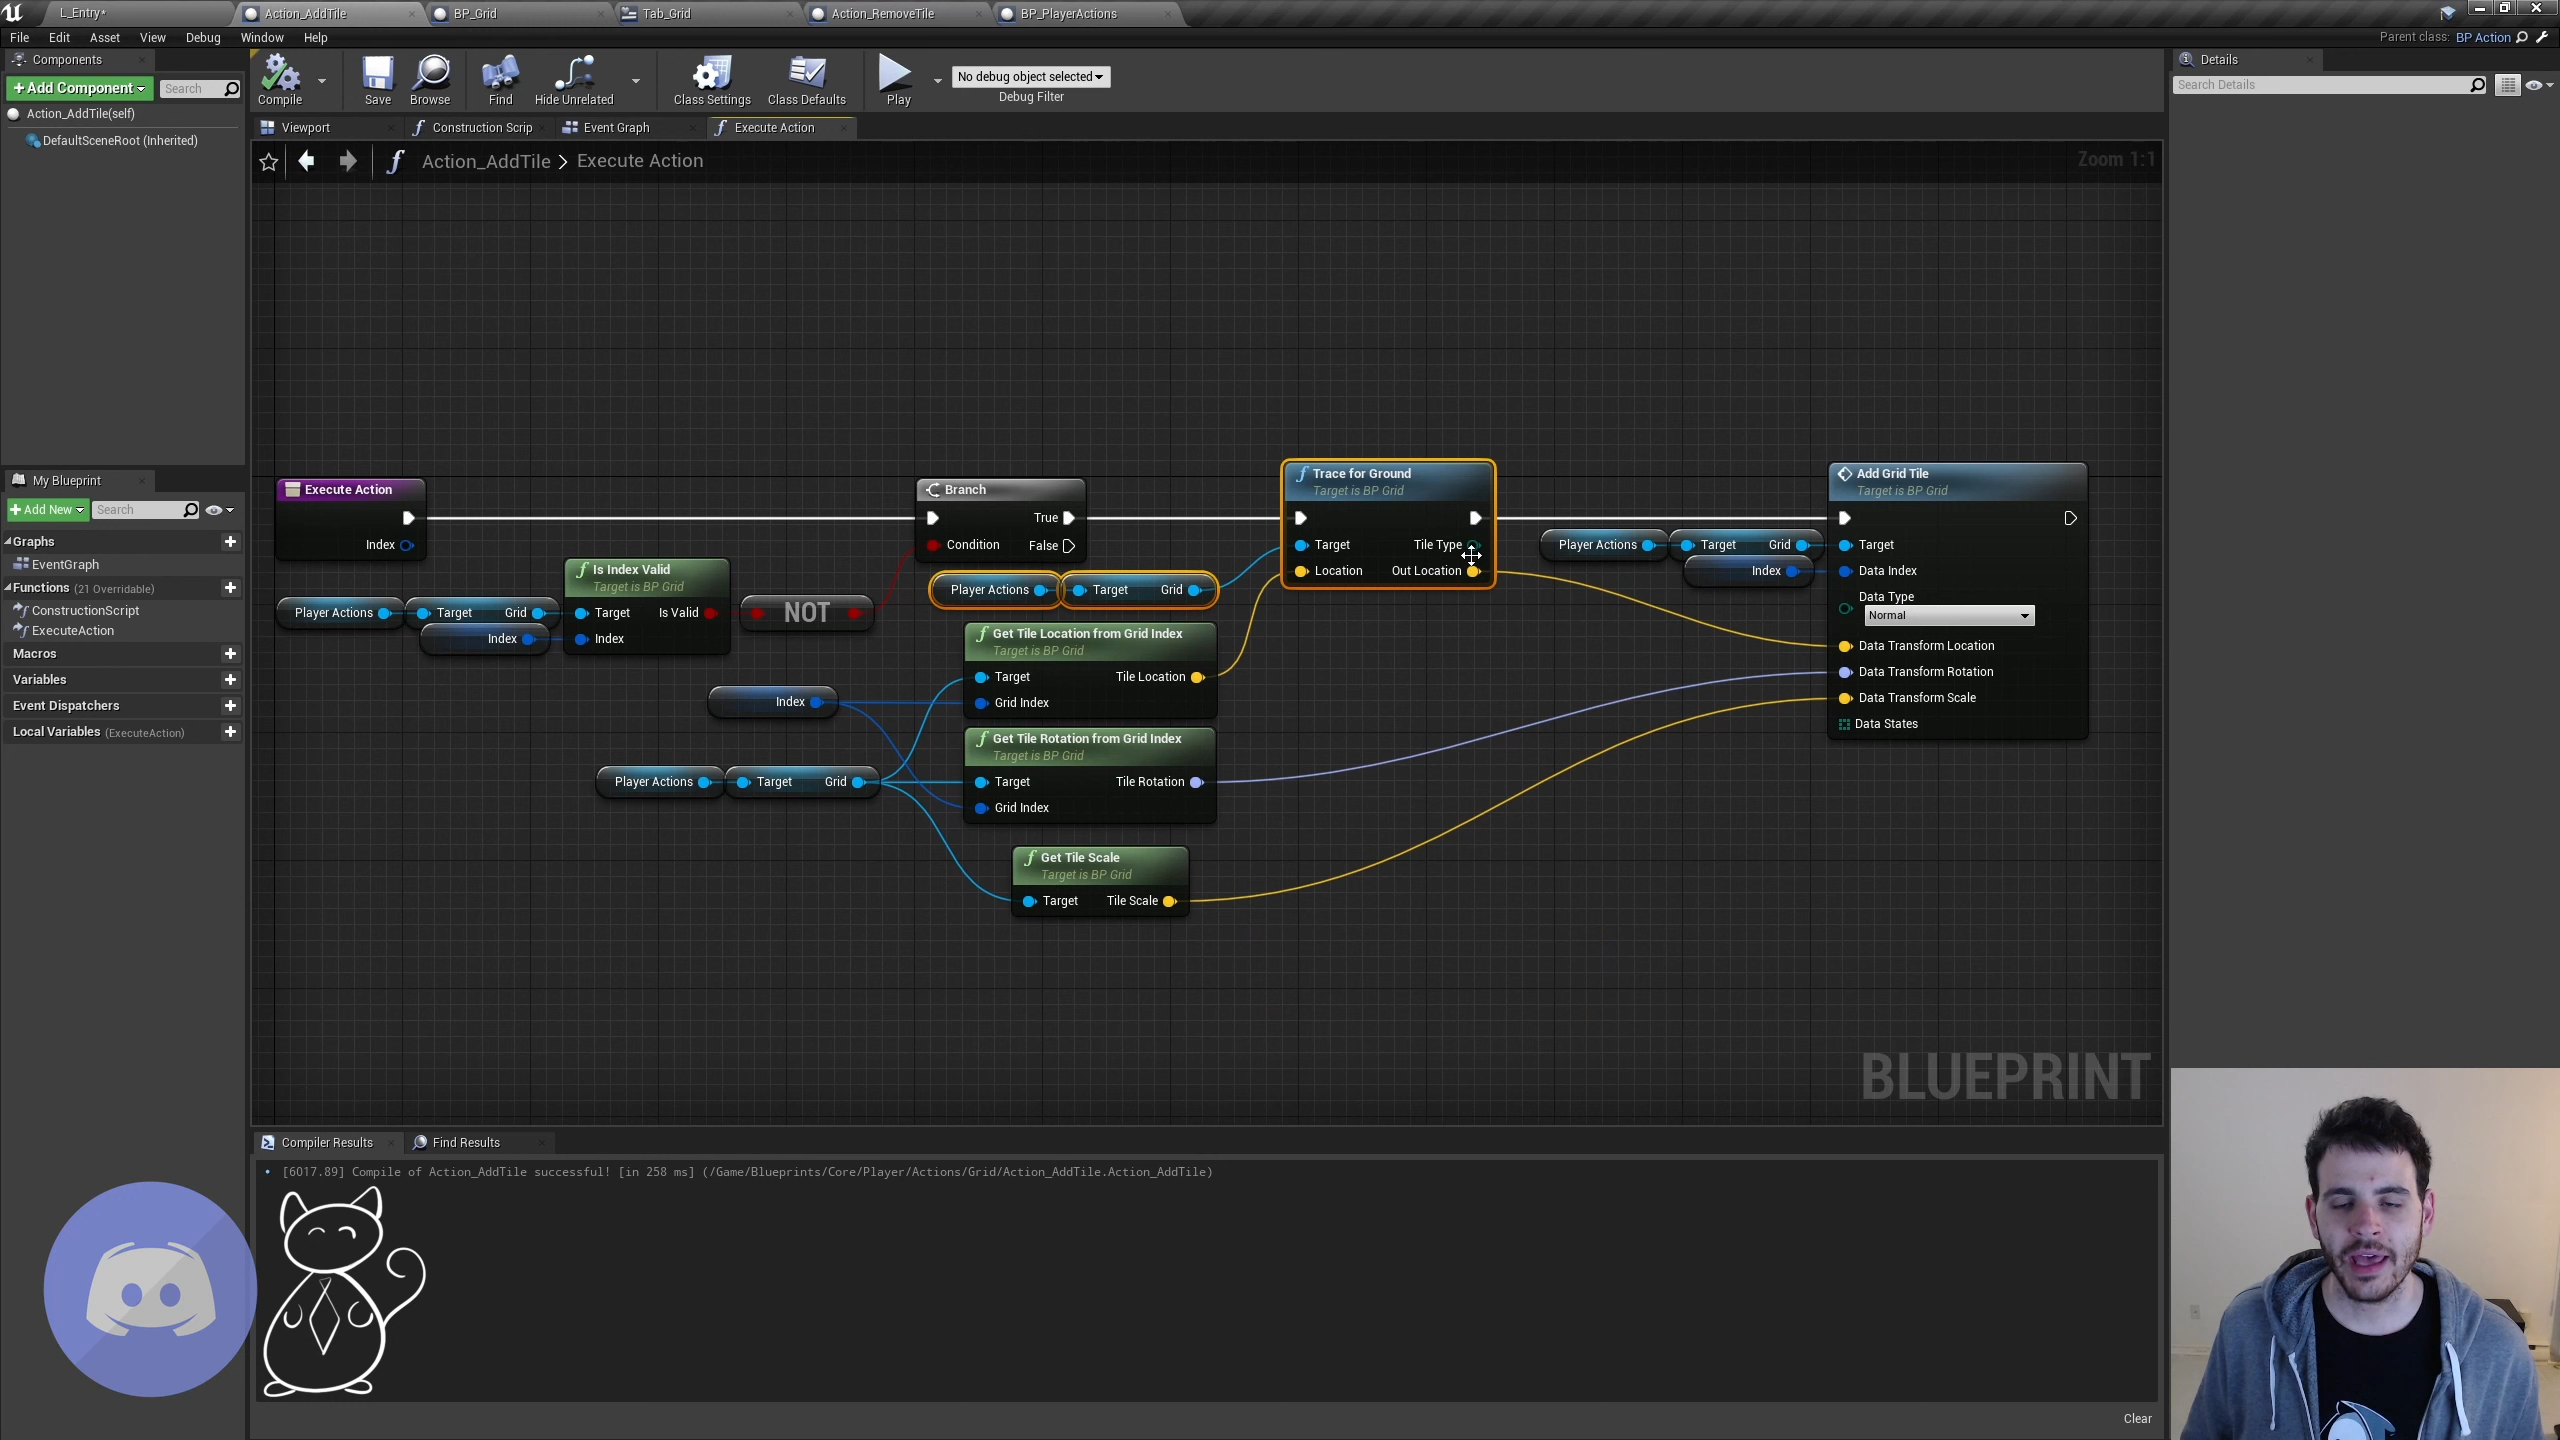 L_Entry*
Action_AddTile
BP_Grid
Tab_Grid
Action_RemoveTile
BP_PlayerActions
File
Edit
Asset
View
Debug
Window
Help
Parent class:
BP Action
Components
+Add Component
Search
Action_AddTile(self)
DefaultSceneRoot (Inherited)
Compile
Save
Browse
Find
Hide Unrelated
Class Settings
Class Defaults
Play
No debug object selected
Debug Filter
Details
Search Details
Viewport
Construction Scrip
Event Graph
Execute Action
Action_AddTile > Execute Action
Zoom 1:1
My Blueprint
+Add New
Search
Graphs
EventGraph
Functions (21 Overridable)
ConstructionScript
ExecuteAction
Macros
Variables
Event Dispatchers
Local Variables (ExecuteAction)
Execute Action
Index
Player Actions
Target Grid
Index
Is Index Valid
Target is BP Grid
Target Is Valid
Index
NOT
Branch
True
Condition False
Player Actions
Target Grid
Trace for Ground
Target is BP Grid
Target Tile Type
Location Out Location
Get Tile Location from Grid Index
Target is BP Grid
Target Tile Location
Grid Index
Index
Get Tile Rotation from Grid Index
Target is BP Grid
Target Tile Rotation
Grid Index
Player Actions
Target Grid
Get Tile Scale
Target is BP Grid
Target Tile Scale
Player Actions
Target Grid
Index
Add Grid Tile
Target is BP Grid
Target
Data Index
Data Type
Normal
Data Transform Location
Data Transform Rotation
Data Transform Scale
Data States
BLUEPRINT
Compiler Results
Find Results
[6017.89] Compile of Action_AddTile successful! [in 258 ms] (/Game/Blueprints/Core/Player/Actions/Grid/Action_AddTile.Action_AddTile)
Clear